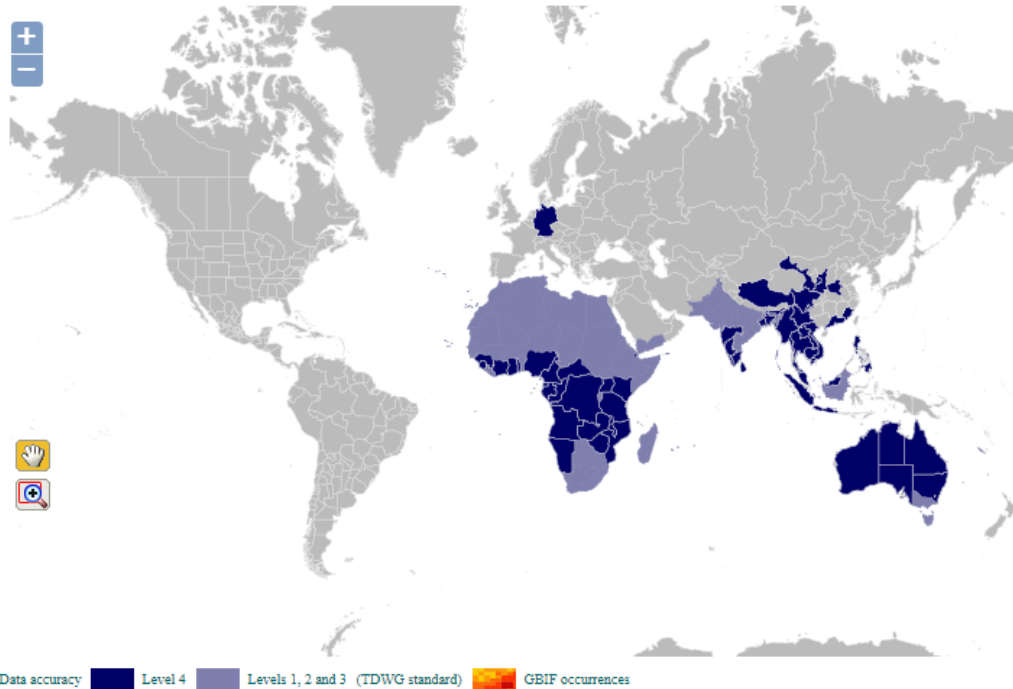 +
−
Data accuracy Level 4 Levels 1, 2 and 3 (TDWG standard) GBIF occurrences